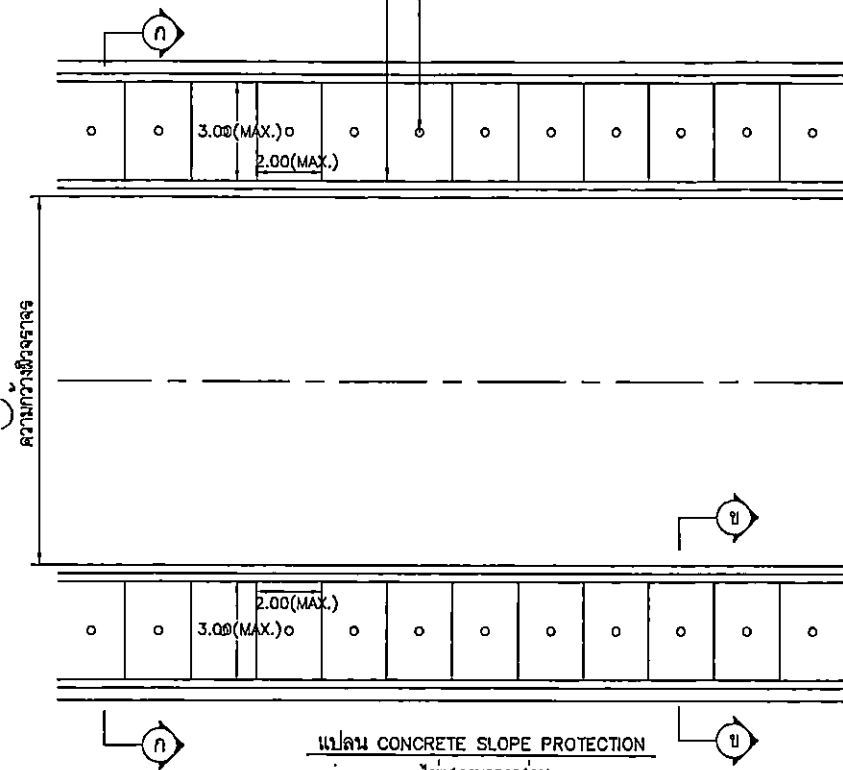 ก
3.00(MAX.)
2.00(MAX.)
ความกว้างผิวจราจร
ข
2.00(MAX.)
3.00(MAX.)
ก
แปลน CONCRETE SLOPE PROTECTION
ข